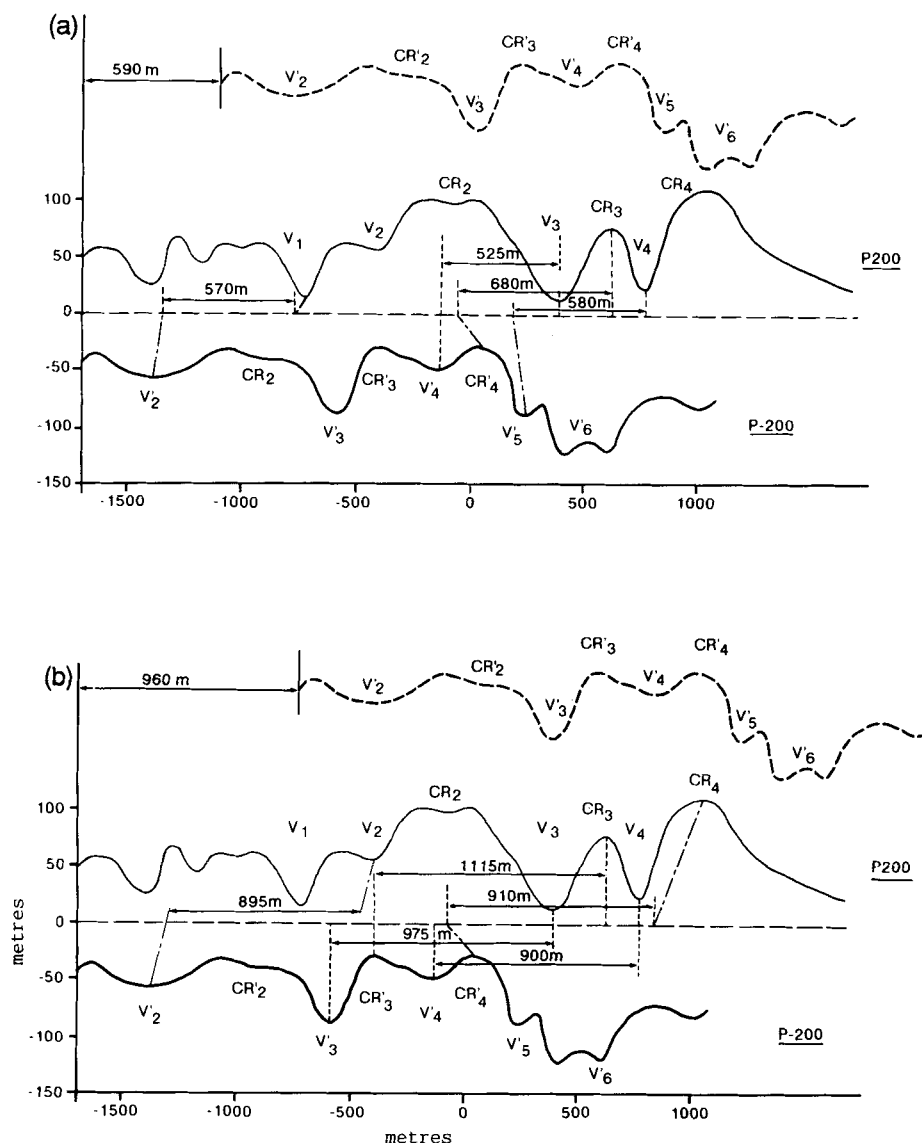 (a)
590 m
V'2
CR'2
V'3
CR'3
V'4
CR'4
V'5
V'6
100
50
0
-50
-100
-150
V1
V2
CR2
V3
CR3
V4
CR4
P200
525m
570m
680m
580m
V'2
CR2
V'3
CR'3
V'4
CR'4
V'5
V'6
P-200
-1500
-1000
-500
0
500
1000
(b)
960 m
V'2
CR'2
V'3
CR'3
V'4
CR'4
V'5
V'6
metres
100
50
0
-50
-100
-150
V1
V2
CR2
V3
CR3
V4
CR4
P200
1115m
895m
910m
975 m
900m
V'2
CR'2
V'3
CR'3
V'4
CR'4
V'5
V'6
P-200
-1500
-1000
-500
0
500
1000
metres